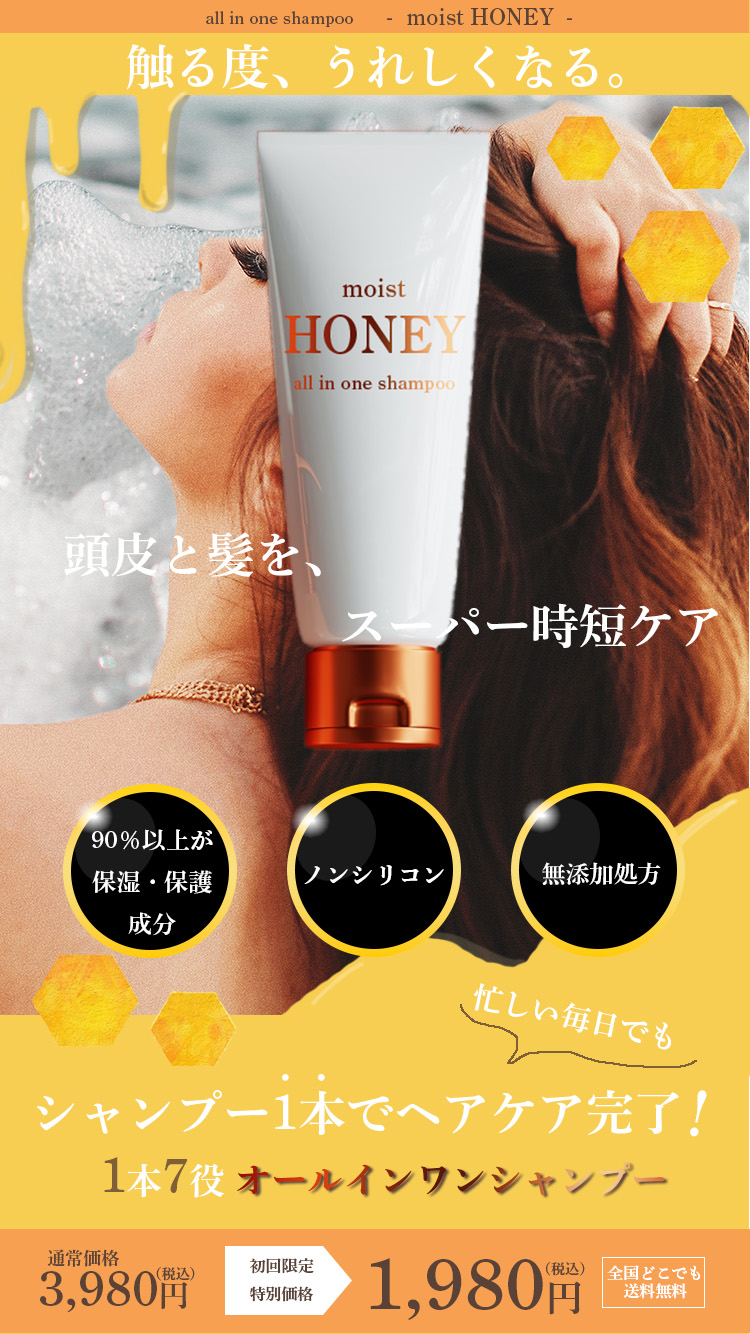 all in one shampoo - moist HONEY -
触る度、うれしくなる。
moist
HONEY
all in one shampoo
頭皮と髪を、
スーパー時短ケア
90%以上が
保湿・保護
成分
ノンシリコン
無添加処方
忙しい毎日でも
シャンプー1本でヘアケア完了!
1本7役 オールインワンシャンプー
通常価格
3,980円(税込)
初回限定
特別価格
1,980円(税込)
全国どこでも
送料無料